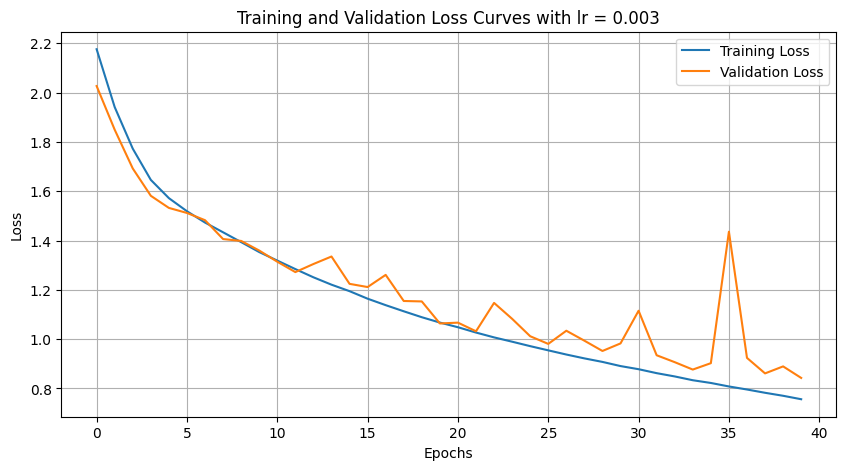 Training and Validation Loss Curves with lr = 0.003
Training Loss
Validation Loss
Loss
2.2
2.0
1.8
1.6
1.4
1.2
1.0
0.8
0 5 10 15 20 25 30 35 40
Epochs